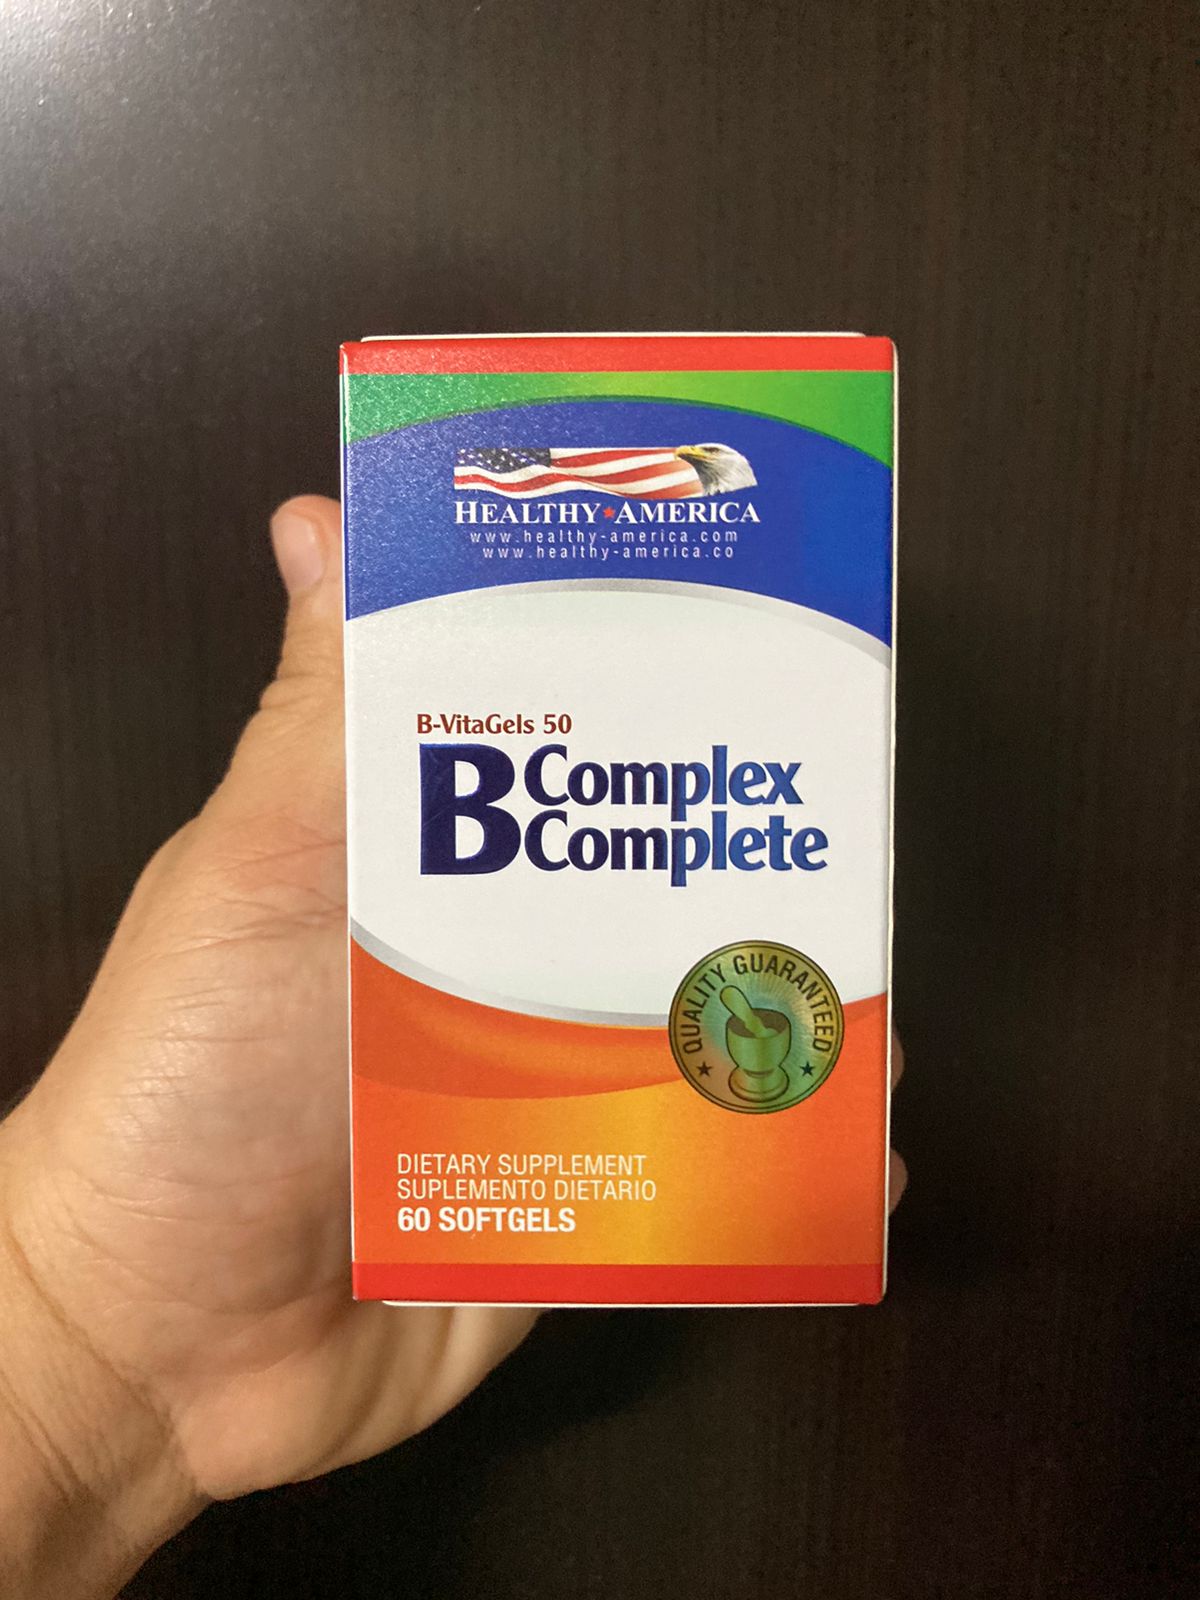 HEALTHY★AMERICA
www.healthy-america.com
www.healthy-america.co
B-VitaGels 50
B Complex
Complete
QUALITY GUARANTEED
DIETARY SUPPLEMENT
SUPLEMENTO DIETARIO
60 SOFTGELS